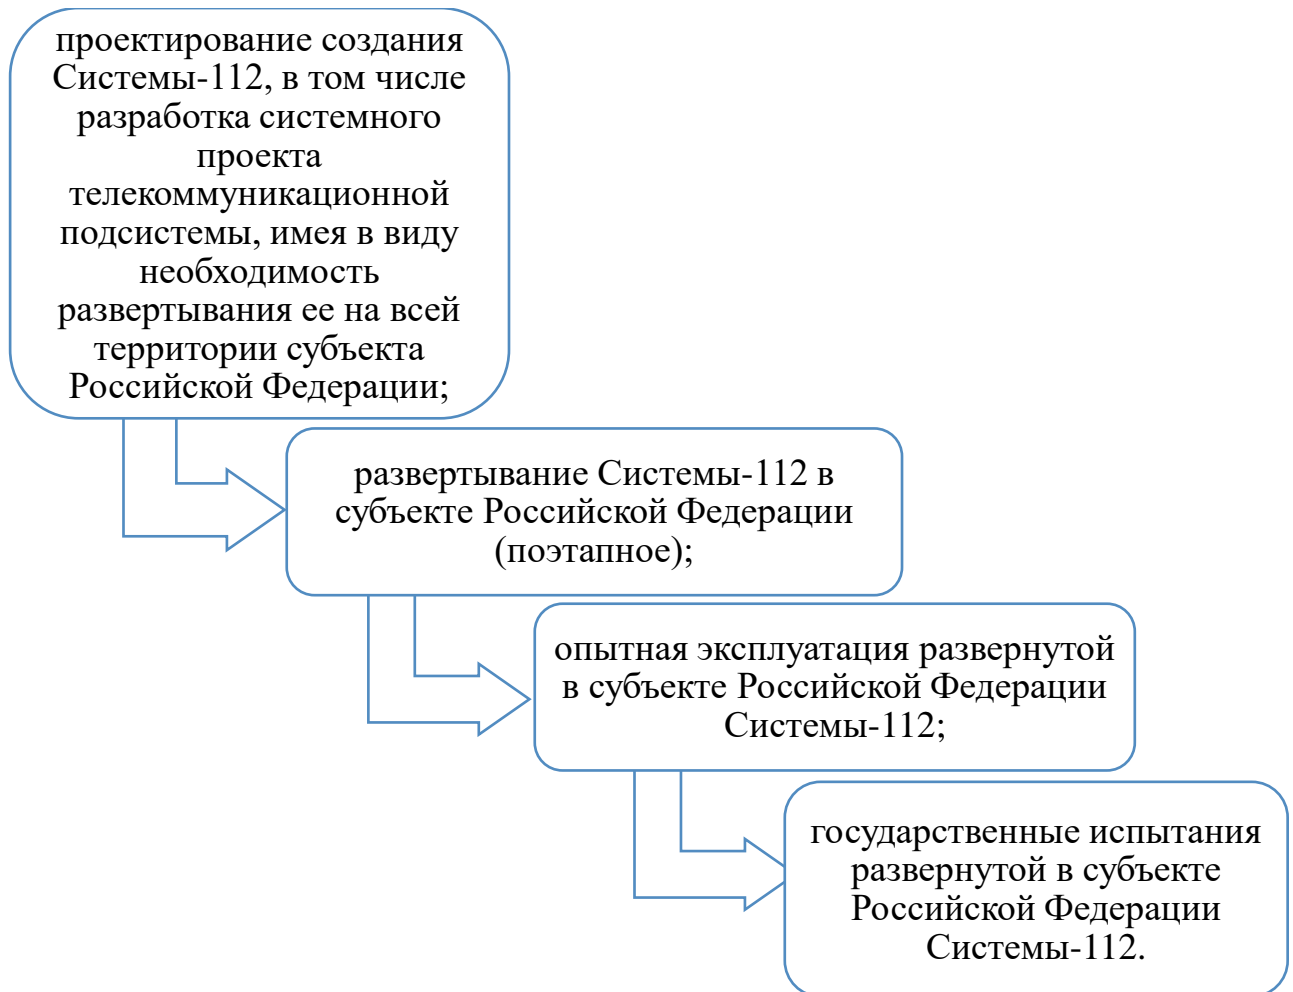 проектирование создания
Системы-112, в том числе
разработка системного
проекта
телекоммуникационной
подсистемы, имея в виду
необходимость
развертывания ее на всей
территории субъекта
Российской Федерации;
развертывание Системы-112 в
субъекте Российской Федерации
(поэтапное);
опытная эксплуатация развернутой
в субъекте Российской Федерации
Системы-112;
государственные испытания
развернутой в субъекте
Российской Федерации
Системы-112.